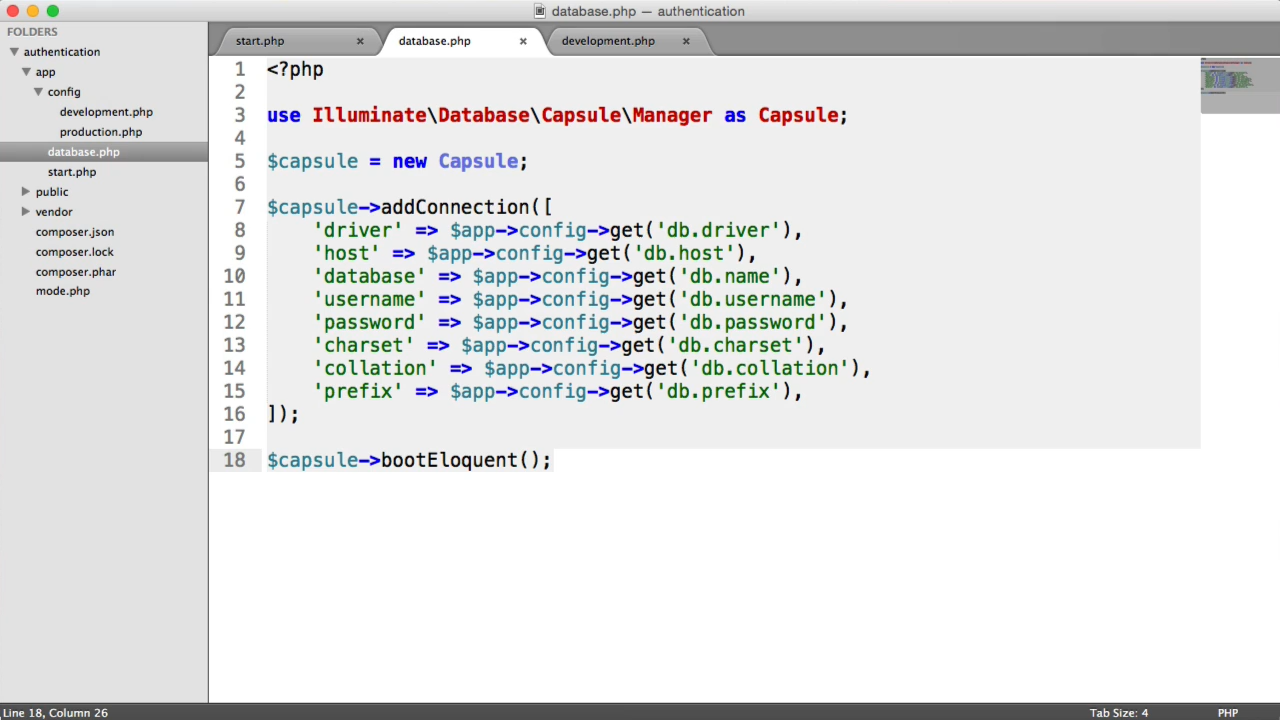 database.php — authentication
FOLDERS
authentication
app
config
development.php
production.php
database.php
start.php
public
vendor
composer.json
composer.lock
composer.phar
mode.php
start.php × database.php × development.php ×
1 <?php
2
3 use Illuminate\Database\Capsule\Manager as Capsule;
4
5 $capsule = new Capsule;
6
7 $capsule->addConnection([
8 'driver' => $app->config->get('db.driver'),
9 'host' => $app->config->get('db.host'),
10 'database' => $app->config->get('db.name'),
11 'username' => $app->config->get('db.username'),
12 'password' => $app->config->get('db.password'),
13 'charset' => $app->config->get('db.charset'),
14 'collation' => $app->config->get('db.collation'),
15 'prefix' => $app->config->get('db.prefix'),
16 ]);
17
18 $capsule->bootEloquent();
Line 18, Column 26 Tab Size: 4 PHP